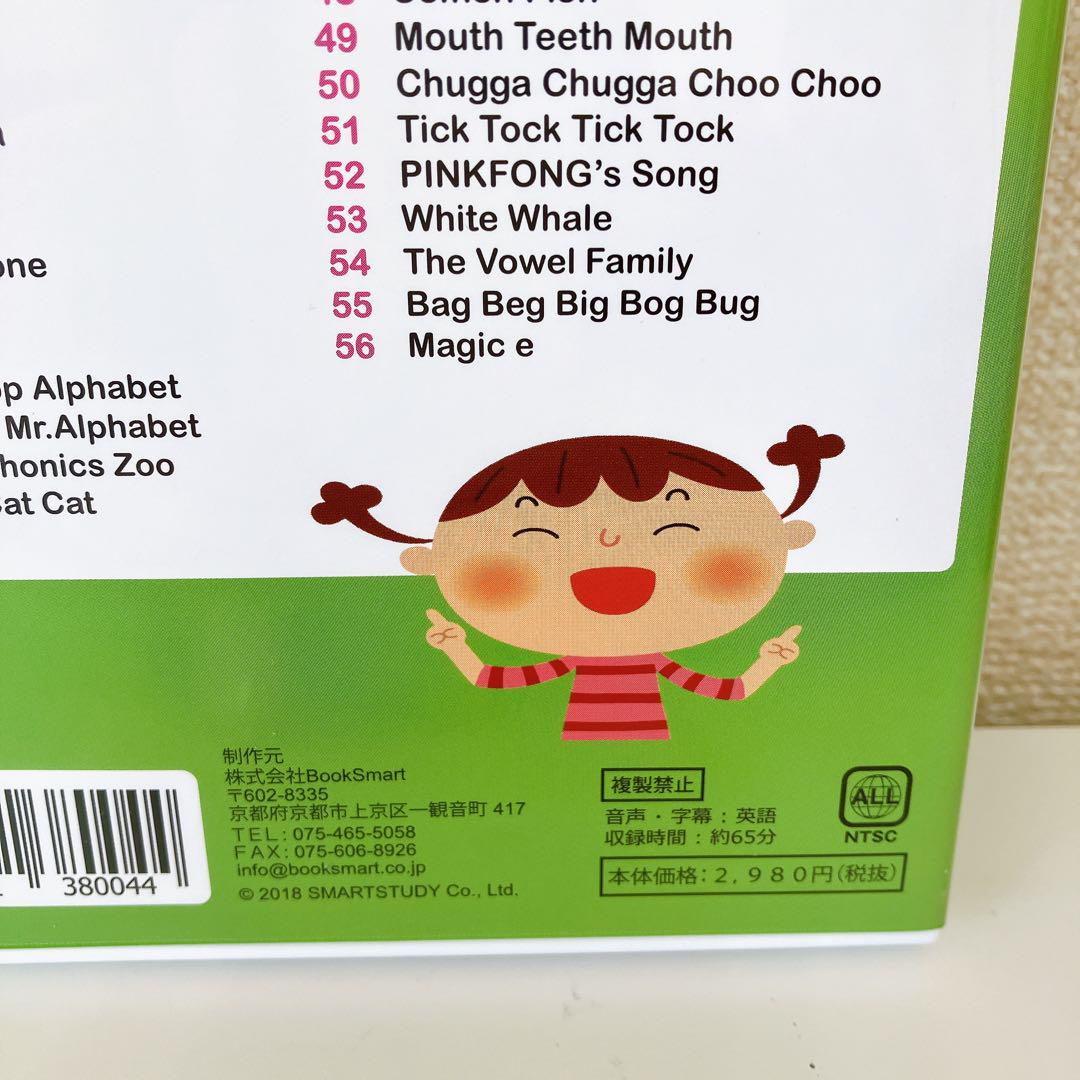 49 Mouth Teeth Mouth
50 Chugga Chugga Choo Choo
51 Tick Tock Tick Tock
52 PINKFONG's Song
53 White Whale
54 The Vowel Family
55 Bag Beg Big Bog Bug
56 Magic e
Alphabet
Mr.Alphabet
Zoo
Cat
制作元
株式会社BookSmart
〒602-8335
京都府京都市上京区一観音町 417
TEL:075-465-5058
FAX:075-606-8926
info@booksmart.co.jp
© 2018 SMARTSTUDY Co., Ltd.
380044
複製禁止
音声・字幕：英語
収録時間：約65分
本体価格：2,980円(税抜)
ALL
NTSC